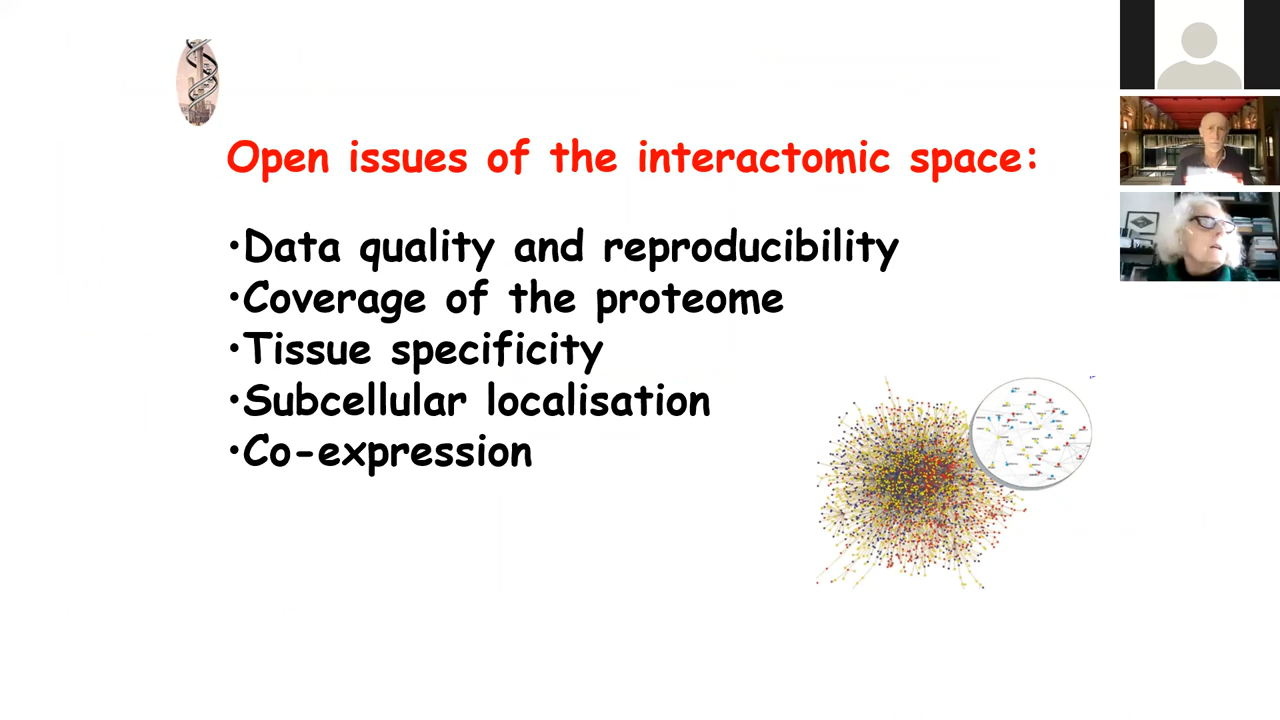 Open issues of the interactomic space:
•Data quality and reproducibility
•Coverage of the proteome
•Tissue specificity
•Subcellular localisation
•Co-expression